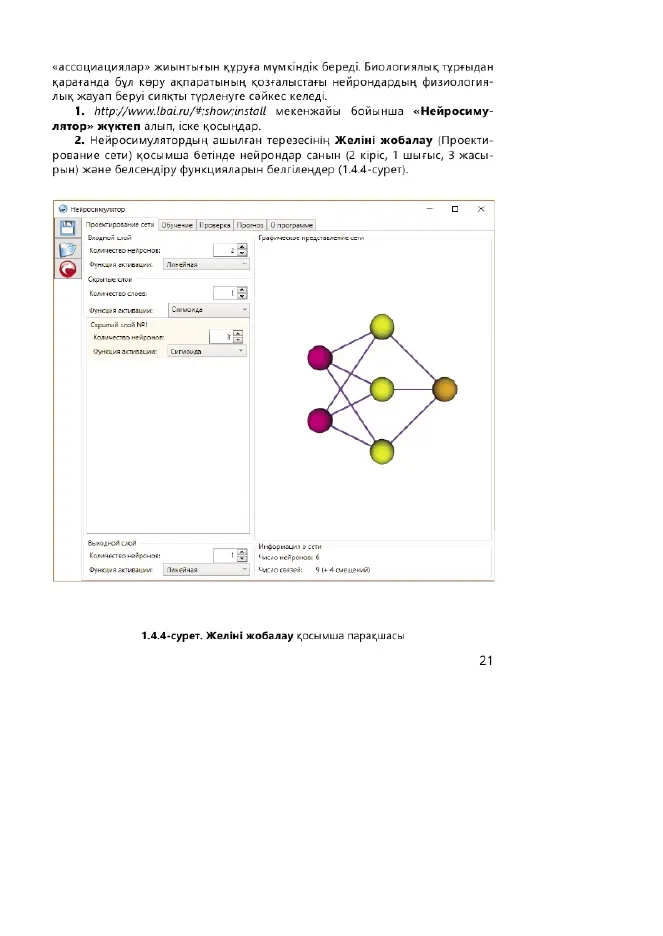 «ассоциациялар» жиынтығын құруға мүмкіндік береді. Биологиялық тұрғыдан
қарағанда бұл көру ақпаратының қозғалыстағы нейрондардың физиология-
лық жауап беруі сияқты түрленуге сәйкес келеді.
1. http://www.lbai.ru/#;show;install мекенжайы бойынша «Нейросиму-
лятор» жүктеп алып, іске қосыңдар.
2. Нейросимулятордың ашылған терезесінің Желіні жобалау (Проекти-
рование сети) қосымша бетінде нейрондар санын (2 кіріс, 1 шығыс, 3 жасы-
рын) және белсендіру функцияларын белгілеңдер (1.4.4-сурет).
Нейросимулятор
Проектирование сети Обучение Проверка Прогноз О программе
Входной слой
Количество нейронов: 2
Функция активации: Линейная
Скрытые слои
Количество слоев: 1
Функция активации: Сигмоида
Скрытый слой №1
Количество нейронов: 3
Функция активации: Сигмоида
Выходной слой
Количество нейронов: 1
Функция активации: Линейная
Графическое представление сети
Информация о сети
Число нейронов: 6
Число связей: 9 (+ 4 смещений)
1.4.4-сурет. Желіні жобалау қосымша парақшасы
21